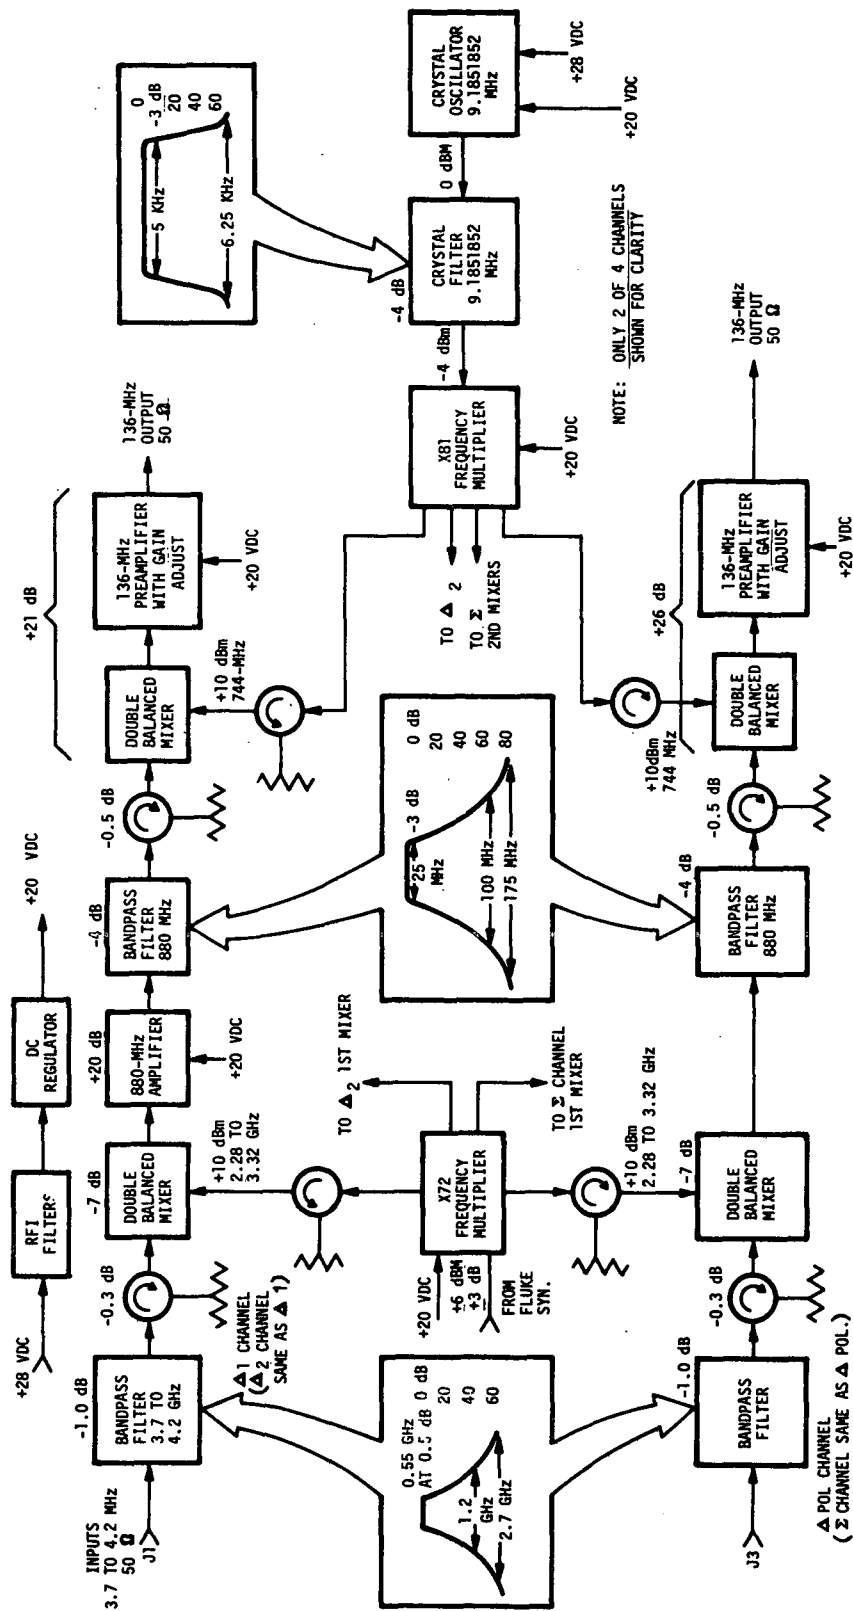 +28 VDC
RFI
FILTERS
DC
REGULATOR
+20 VDC
INPUTS
3.7 TO 4.2 MHz
50 Ω
J1
-1.0 dB
BANDPASS
FILTER
3.7 TO
4.2 GHz
-0.3 dB
-7 dB
DOUBLE
BALANCED
MIXER
+20 dB
880-MHz
AMPLIFIER
+20 VDC
-4 dB
BANDPASS
FILTER
880 MHz
-0.5 dB
DOUBLE
BALANCED
MIXER
+21 dB
136-MHz
PREAMPLIFIER
WITH GAIN
ADJUST
+20 VDC
136-MHz
OUTPUT
50 Ω
Δ1 CHANNEL
(Δ2 CHANNEL
SAME AS Δ 1)
+10 dBm
2.28 TO
3.32 GHz
+10 dBm
744-MHz
0.55 GHz
AT 0.5 dB
0 dB
20
40
60
1.2
GHz
2.7 GHz
+20 VDC
+6 dBM
+3 dB
FROM
FLUKE
SYN.
X72
FREQUENCY
MULTIPLIER
TO Δ 2 1ST MIXER
TO Σ CHANNEL
1ST MIXER
+10 dBm
2.28 TO 3.32 GHz
25
MHz
-3 dB
0 dB
20
40
60
80
100 MHz
175 MHz
TO Δ 2
TO Σ
2ND MIXERS
X81
FREQUENCY
MULTIPLIER
+20 VDC
-4 dBm
-4 dB
CRYSTAL
FILTER
9.1851852
MHz
0 dBM
CRYSTAL
OSCILLATOR
9.1851852
MHz
+20 VDC
+28 VDC
0
-3 dB
20
40
60
5 KHz
6.25 KHz
NOTE: ONLY 2 OF 4 CHANNELS
SHOWN FOR CLARITY
J3
-1.0 dB
BANDPASS
FILTER
-0.3 dB
-7 dB
DOUBLE
BALANCED
MIXER
-4 dB
BANDPASS
FILTER
880 MHz
-0.5 dB
+10dBm
744 MHz
DOUBLE
BALANCED
MIXER
+26 dB
136-MHz
PREAMPLIFIER
WITH GAIN
ADJUST
+20 VDC
136-MHz
OUTPUT
50 Ω
Δ POL CHANNEL
(Σ CHANNEL SAME AS Δ POL.)